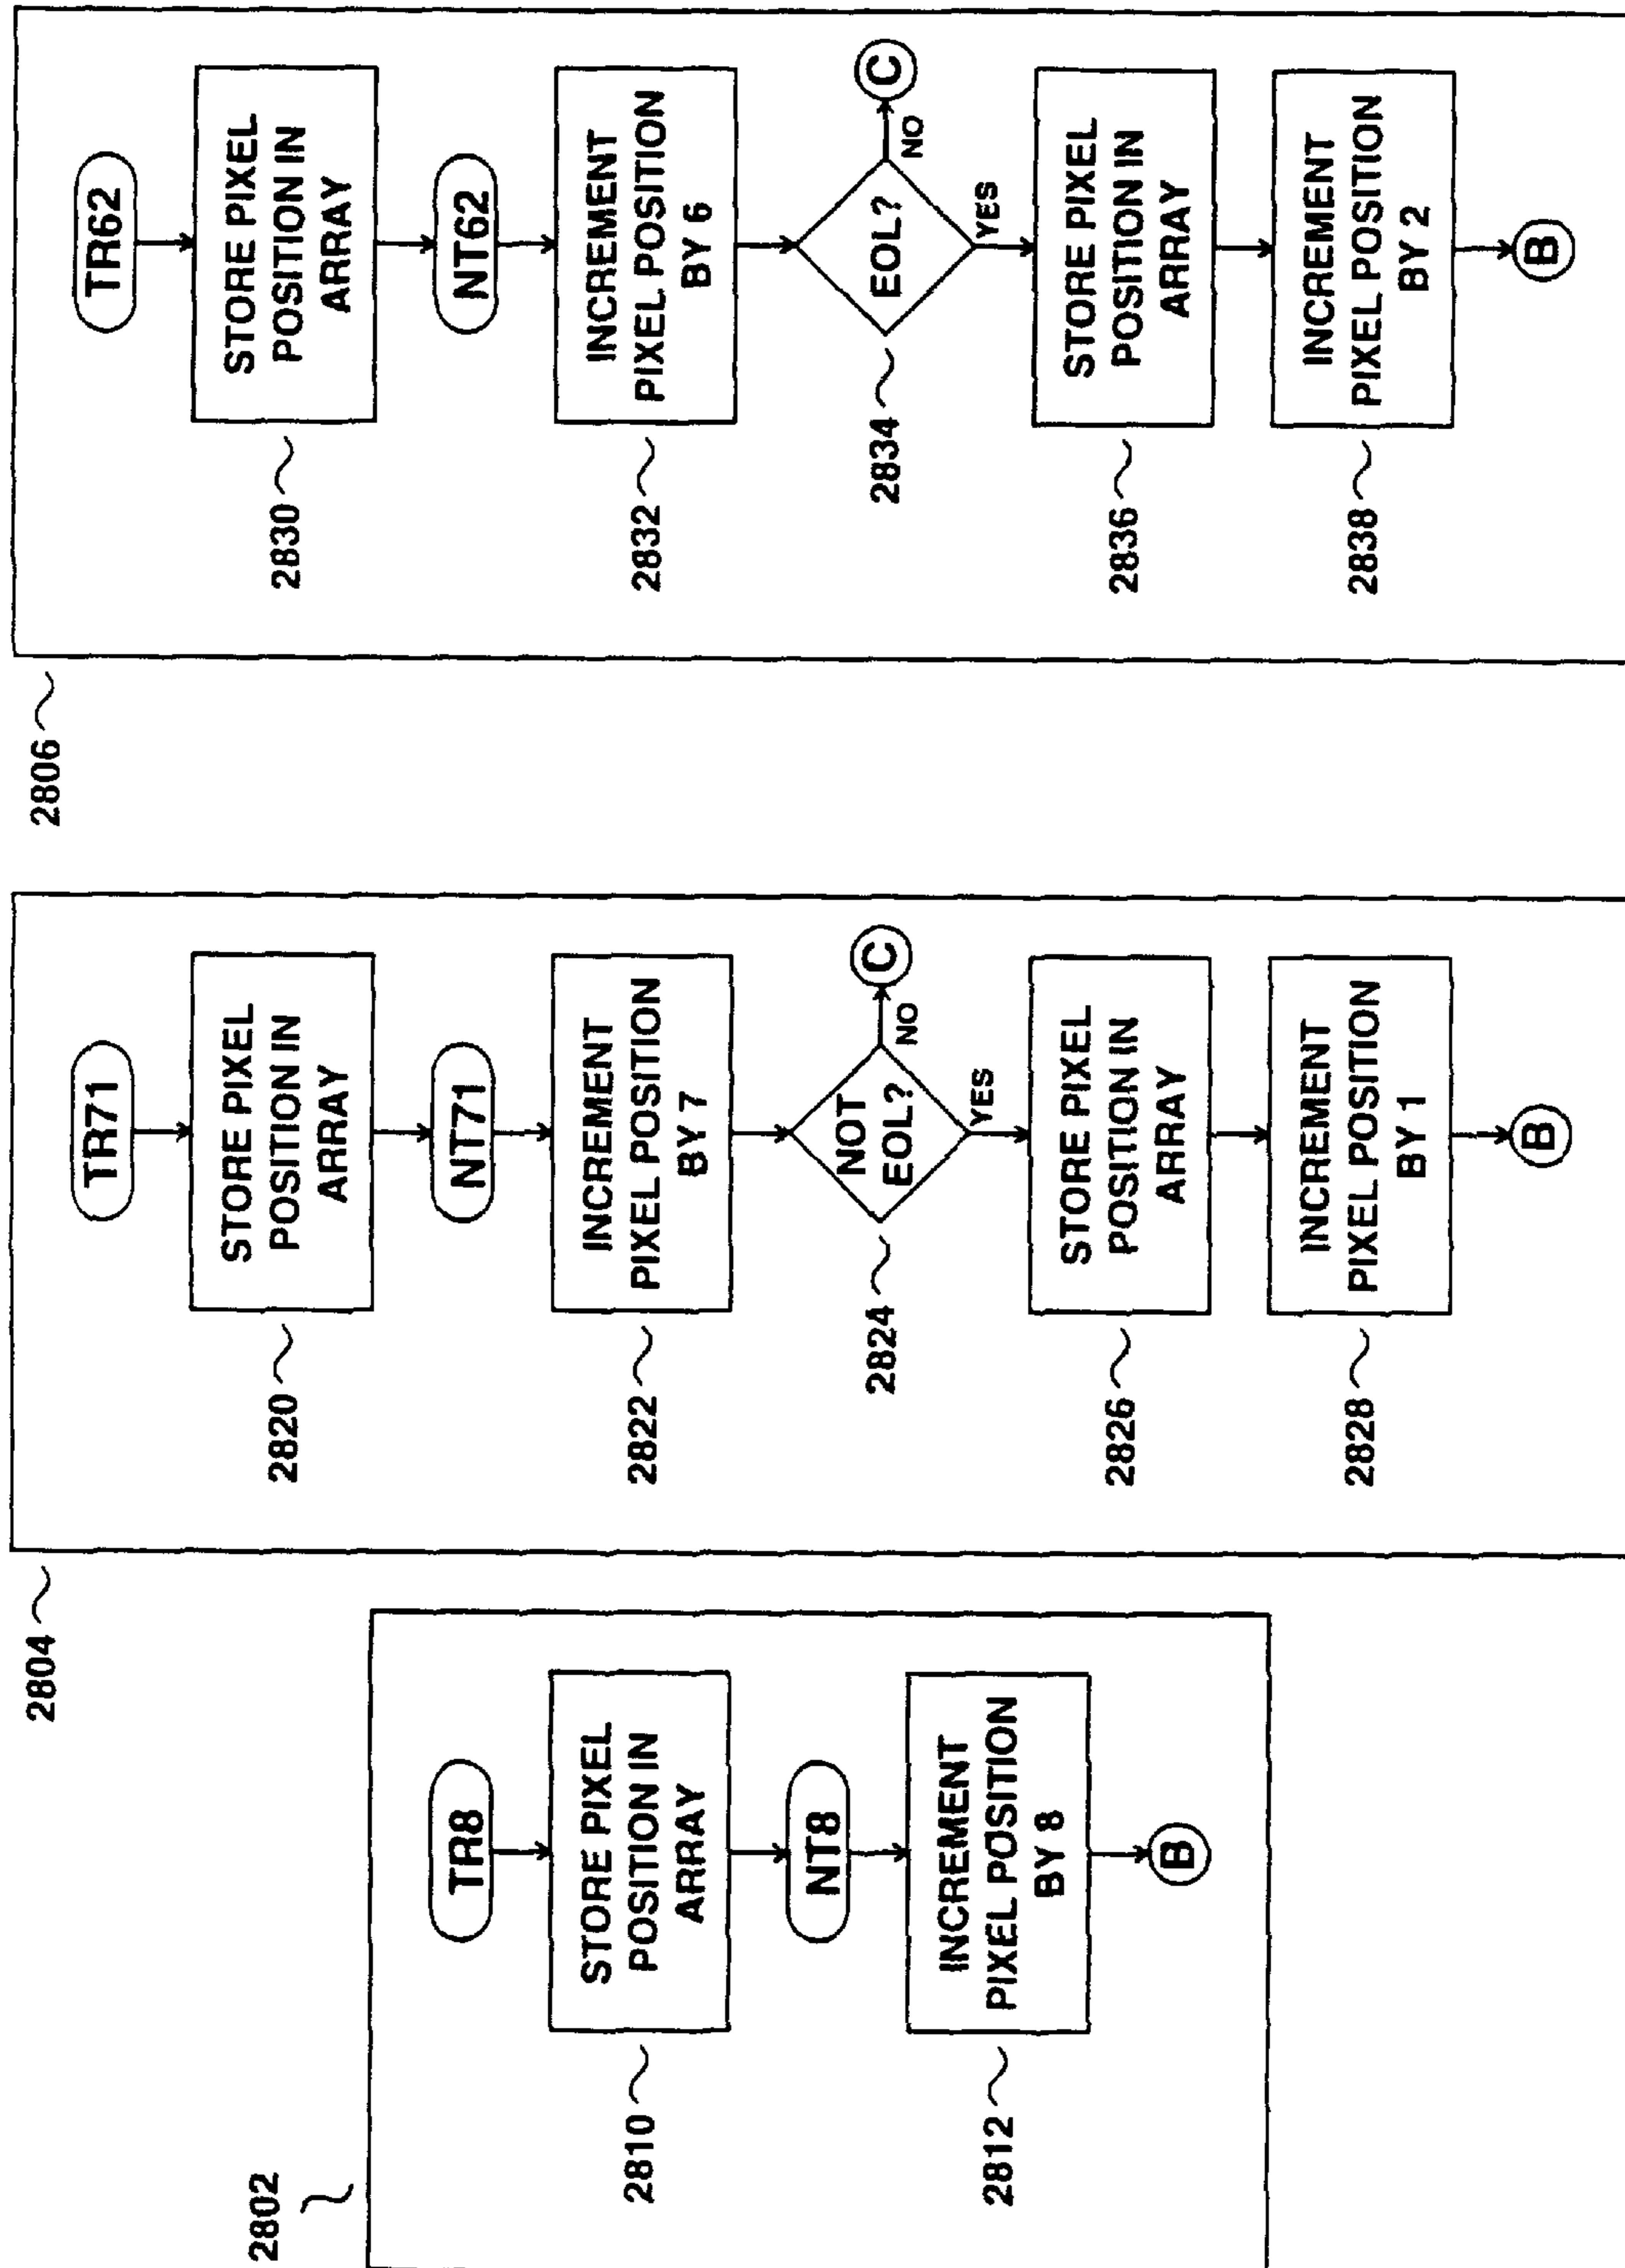 2802
TR8
2810
STORE PIXEL
POSITION IN
ARRAY
NT8
2812
INCREMENT
PIXEL POSITION
BY 8
B
2804
TR71
2820
STORE PIXEL
POSITION IN
ARRAY
NT71
2822
INCREMENT
PIXEL POSITION
BY 7
2824
NOT
EOL?
NO
C
YES
2826
STORE PIXEL
POSITION IN
ARRAY
2828
INCREMENT
PIXEL POSITION
BY 1
B
2806
TR62
2830
STORE PIXEL
POSITION IN
ARRAY
NT62
2832
INCREMENT
PIXEL POSITION
BY 6
2834
EOL?
NO
C
YES
2836
STORE PIXEL
POSITION IN
ARRAY
2838
INCREMENT
PIXEL POSITION
BY 2
B